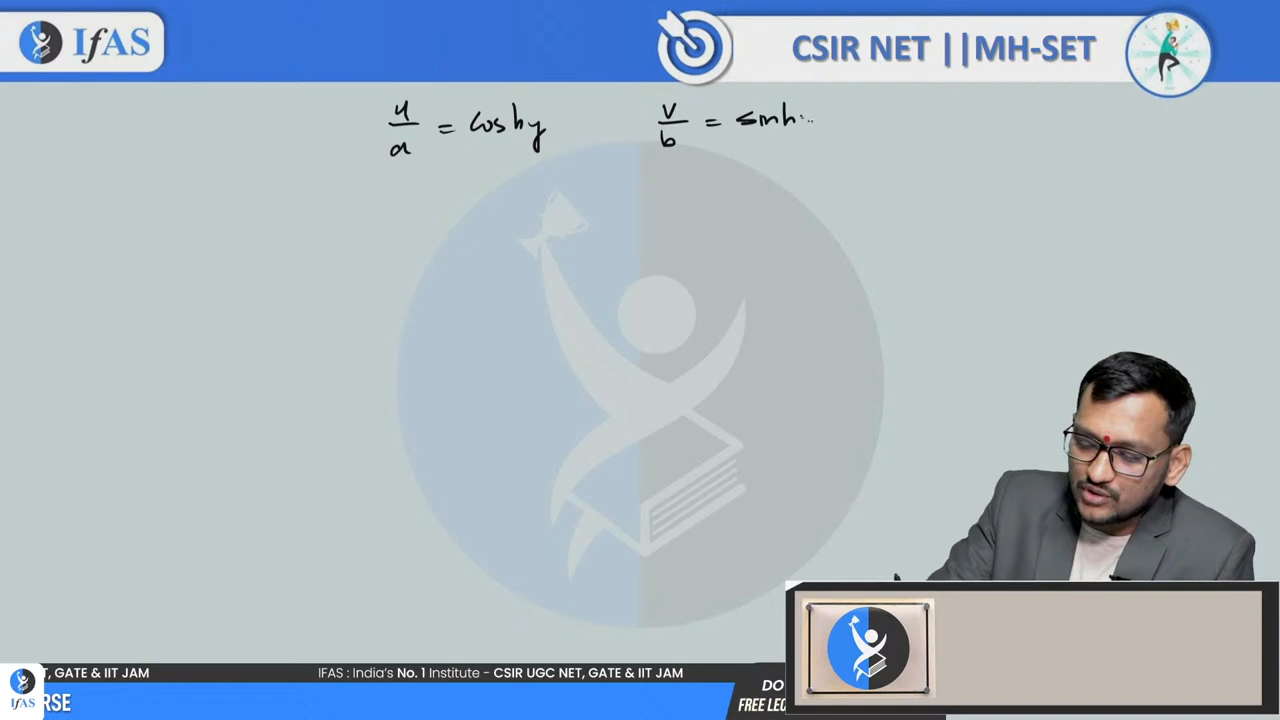 IfAS
CSIR NET ||MH-SET
u/a = cosh y
v/b = sinh
T, GATE & IIT JAM
IFAS : India's No. 1 Institute - CSIR UGC NET, GATE & IIT JAM
DO
IfAS
RSE
FREE LEC